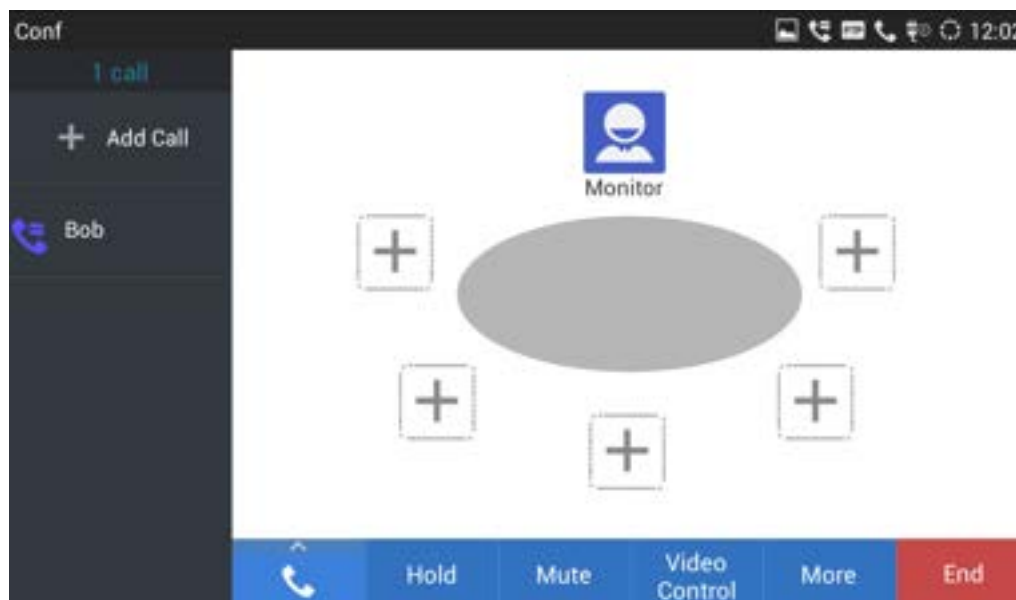 Conf
12:02
1 call
Add Call
Bob
Monitor
Hold
Mute
Video
Control
More
End